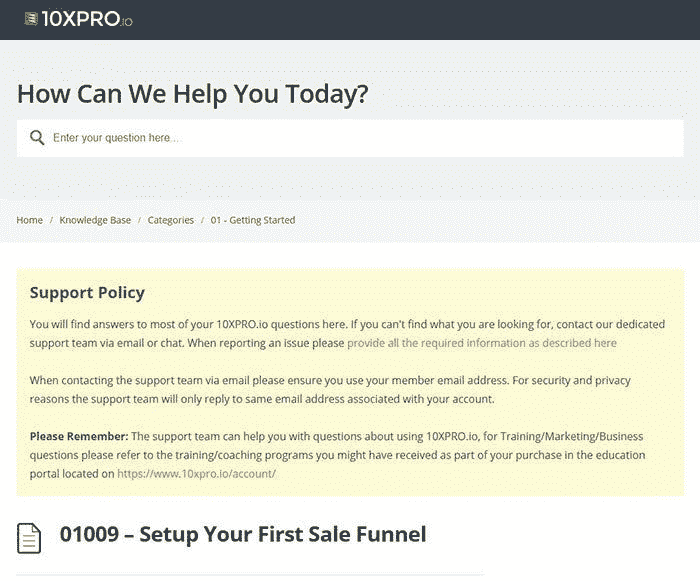 10XPRO.IO
How Can We Help You Today?
Enter your question here...
Home / Knowledge Base / Categories / 01 - Getting Started
Support Policy
You will find answers to most of your 10XPRO.io questions here. If you can't find what you are looking for, contact our dedicated
support team via email or chat. When reporting an issue please provide all the required information as described here
When contacting the support team via email please ensure you use your member email address. For security and privacy
reasons the support team will only reply to same email address associated with your account.
Please Remember: The support team can help you with questions about using 10XPRO.io, for Training/Marketing/Business
questions please refer to the training/coaching programs you might have received as part of your purchase in the education
portal located on https://www.10xpro.io/account/
01009 – Setup Your First Sale Funnel